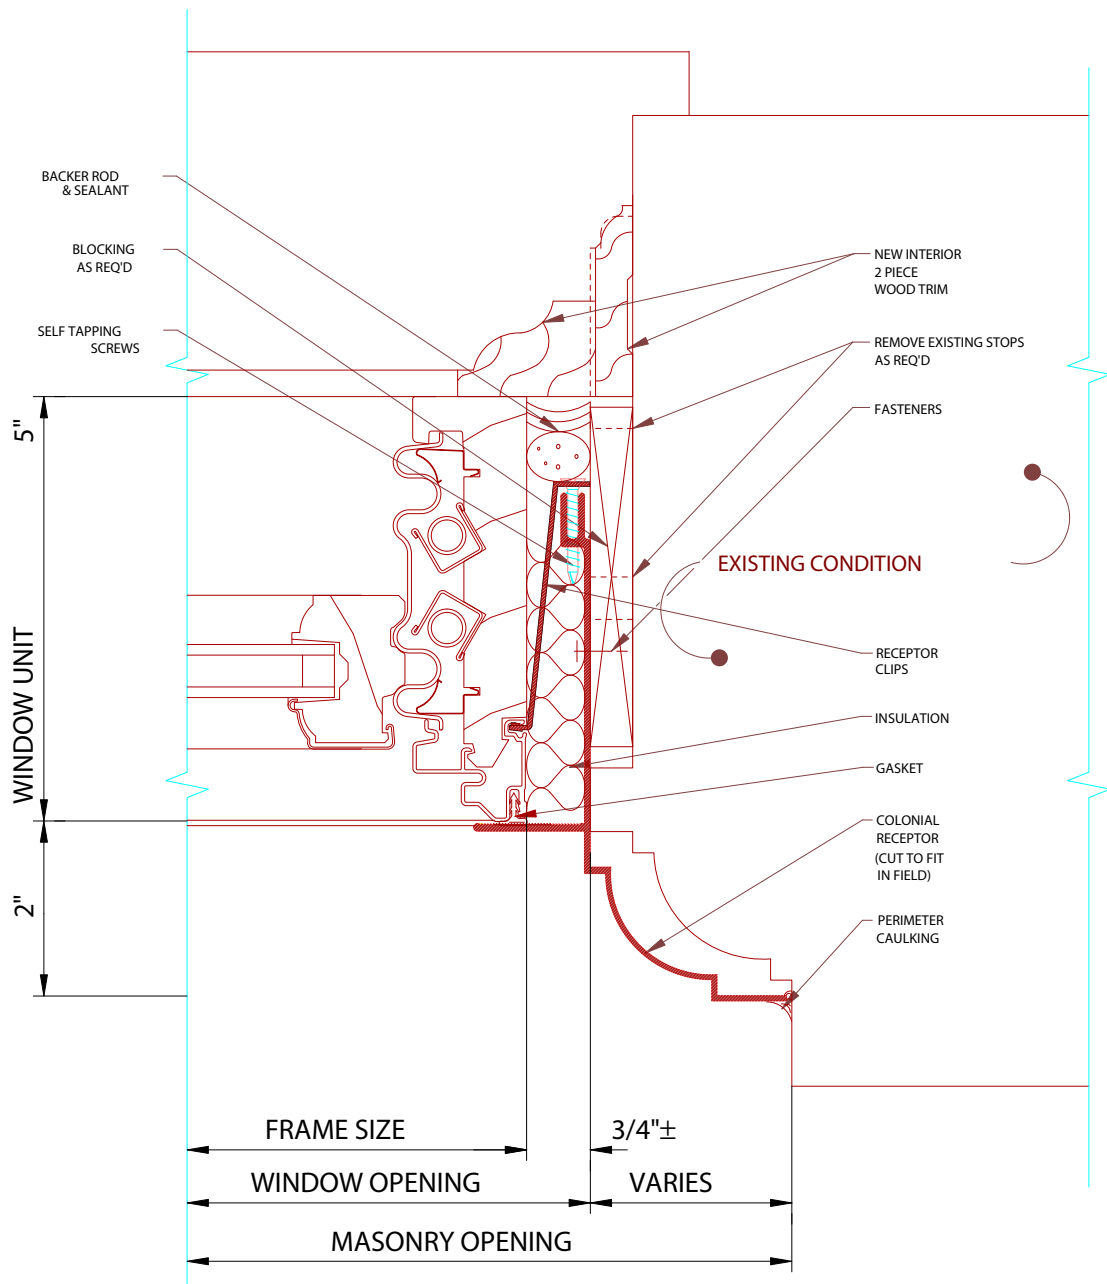 BACKER ROD
& SEALANT
BLOCKING
AS REQ'D
SELF TAPPING
SCREWS
NEW INTERIOR
2 PIECE
WOOD TRIM
REMOVE EXISTING STOPS
AS REQ'D
FASTENERS
EXISTING CONDITION
RECEPTOR
CLIPS
INSULATION
GASKET
COLONIAL
RECEPTOR
(CUT TO FIT
IN FIELD)
PERIMETER
CAULKING
5"
WINDOW UNIT
2"
FRAME SIZE
3/4"±
WINDOW OPENING
VARIES
MASONRY OPENING